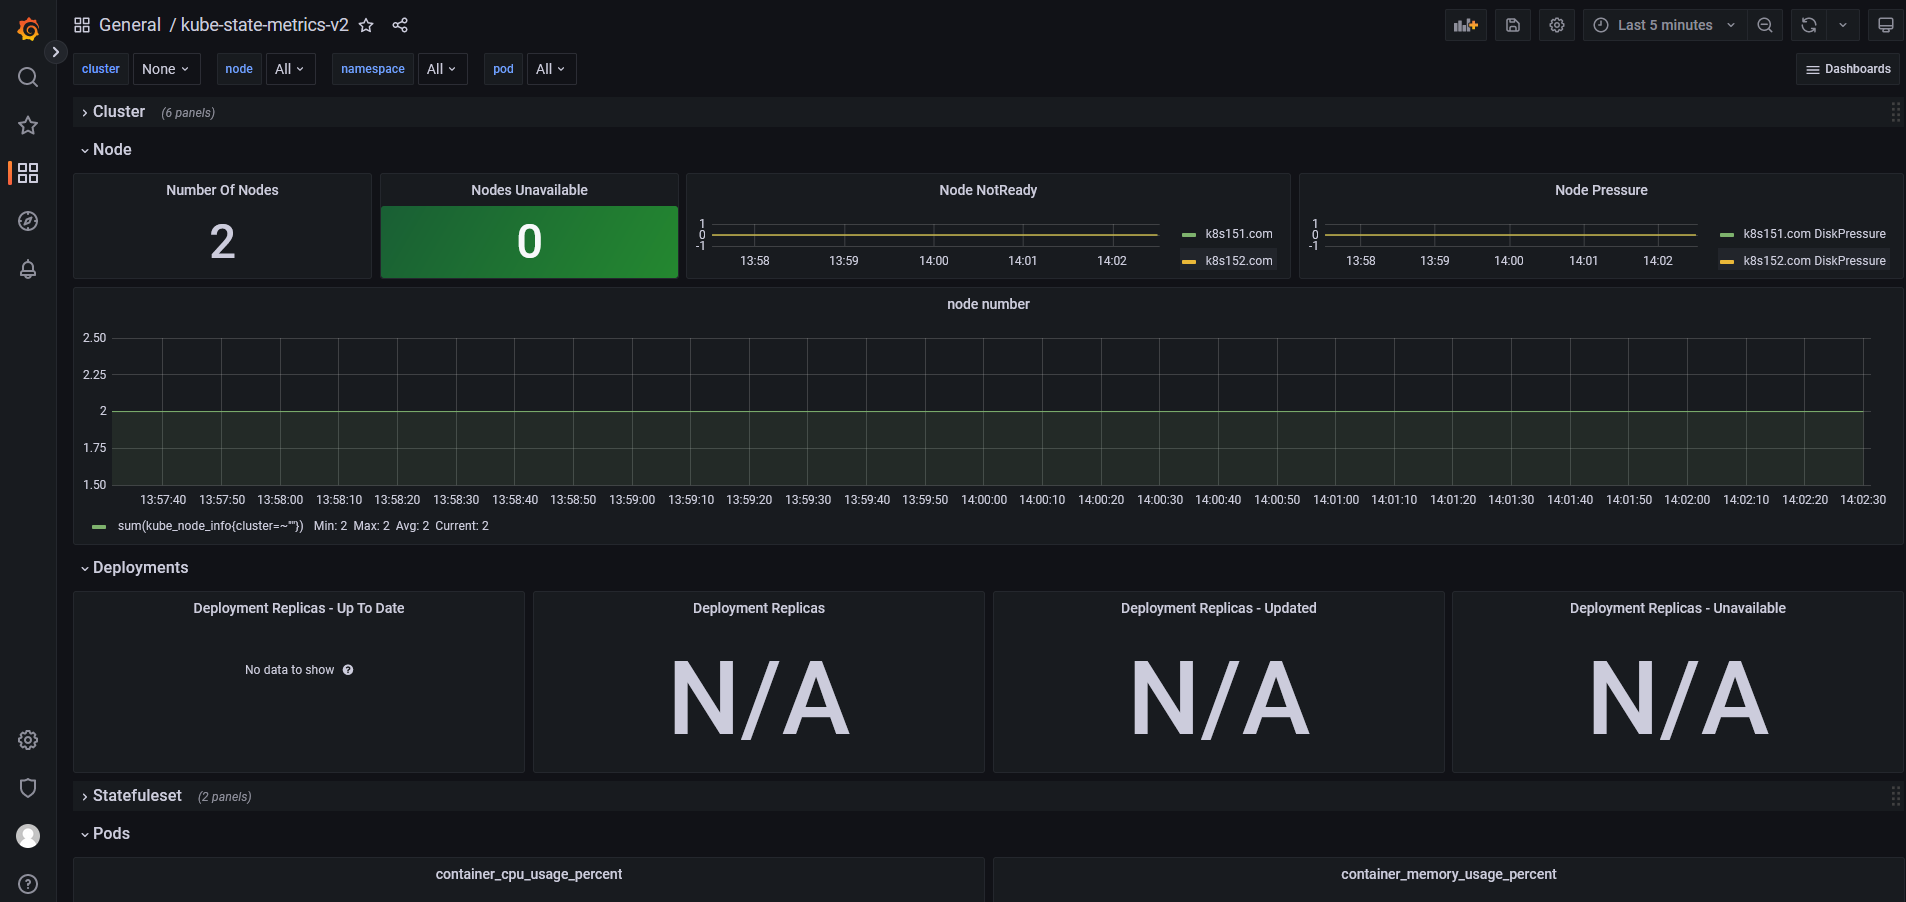 General / kube-state-metrics-v2
Last 5 minutes
cluster None node All namespace All pod All
Dashboards
Cluster (6 panels)
Node
Number Of Nodes
2
Nodes Unavailable
0
Node NotReady
1
0
-1
13:58 13:59 14:00 14:01 14:02
k8s151.com
k8s152.com
Node Pressure
1
0
-1
13:58 13:59 14:00 14:01 14:02
k8s151.com DiskPressure
k8s152.com DiskPressure
node number
2.50
2.25
2
1.75
1.50
13:57:40 13:57:50 13:58:00 13:58:10 13:58:20 13:58:30 13:58:40 13:58:50 13:59:00 13:59:10 13:59:20 13:59:30 13:59:40 13:59:50 14:00:00 14:00:10 14:00:20 14:00:30 14:00:40 14:00:50 14:01:00 14:01:10 14:01:20 14:01:30 14:01:40 14:01:50 14:02:00 14:02:10 14:02:20 14:02:30
sum(kube_node_info{cluster=~""}) Min: 2 Max: 2 Avg: 2 Current: 2
Deployments
Deployment Replicas - Up To Date
No data to show
Deployment Replicas
N/A
Deployment Replicas - Updated
N/A
Deployment Replicas - Unavailable
N/A
Statefuleset (2 panels)
Pods
container_cpu_usage_percent
container_memory_usage_percent